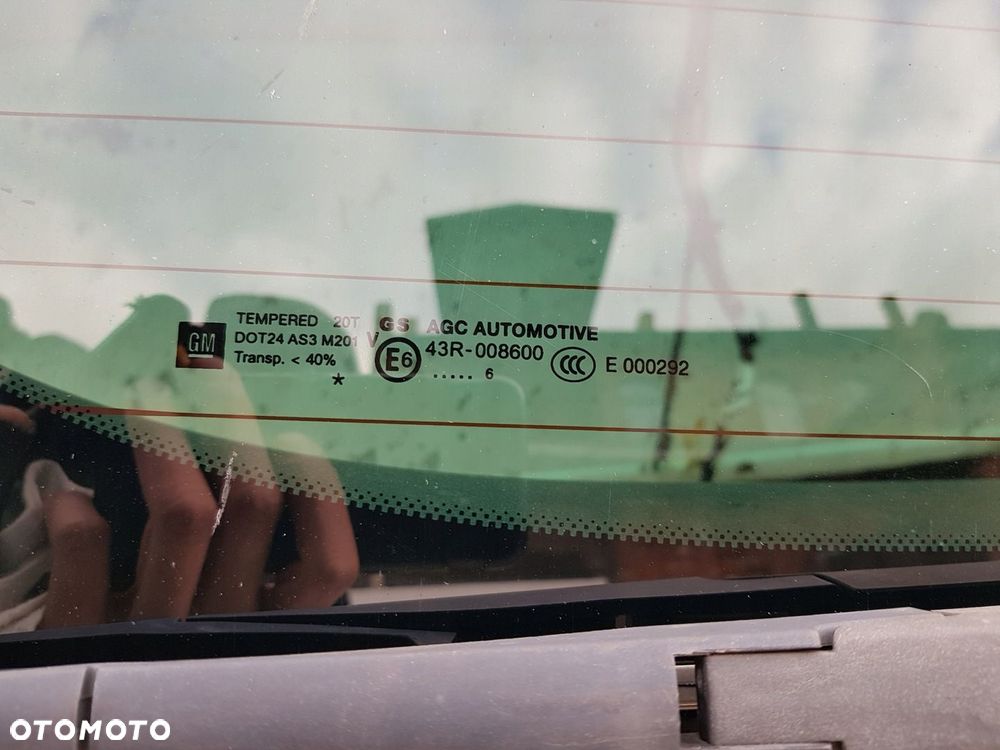 GM
TEMPERED 20T GS AGC AUTOMOTIVE
DOT24 AS3 M201 V E6 43R-008600 CCC E 000292
Transp. < 40%
* ..... 6
OTOMOTO